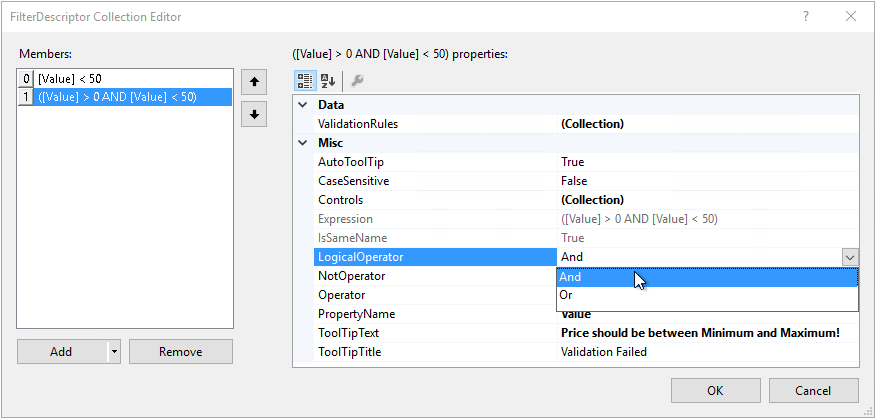 FilterDescriptor Collection Editor
?
Members:
([Value] > 0 AND [Value] < 50) properties:
0 [Value] < 50
1 ([Value] > 0 AND [Value] < 50)
Data
ValidationRules (Collection)
Misc
AutoToolTip True
CaseSensitive False
Controls (Collection)
Expression ([Value] > 0 AND [Value] < 50)
IsSameName True
LogicalOperator And
NotOperator And
Operator Or
PropertyName Value
ToolTipText Price should be between Minimum and Maximum!
ToolTipTitle Validation Failed
Add Remove
OK Cancel